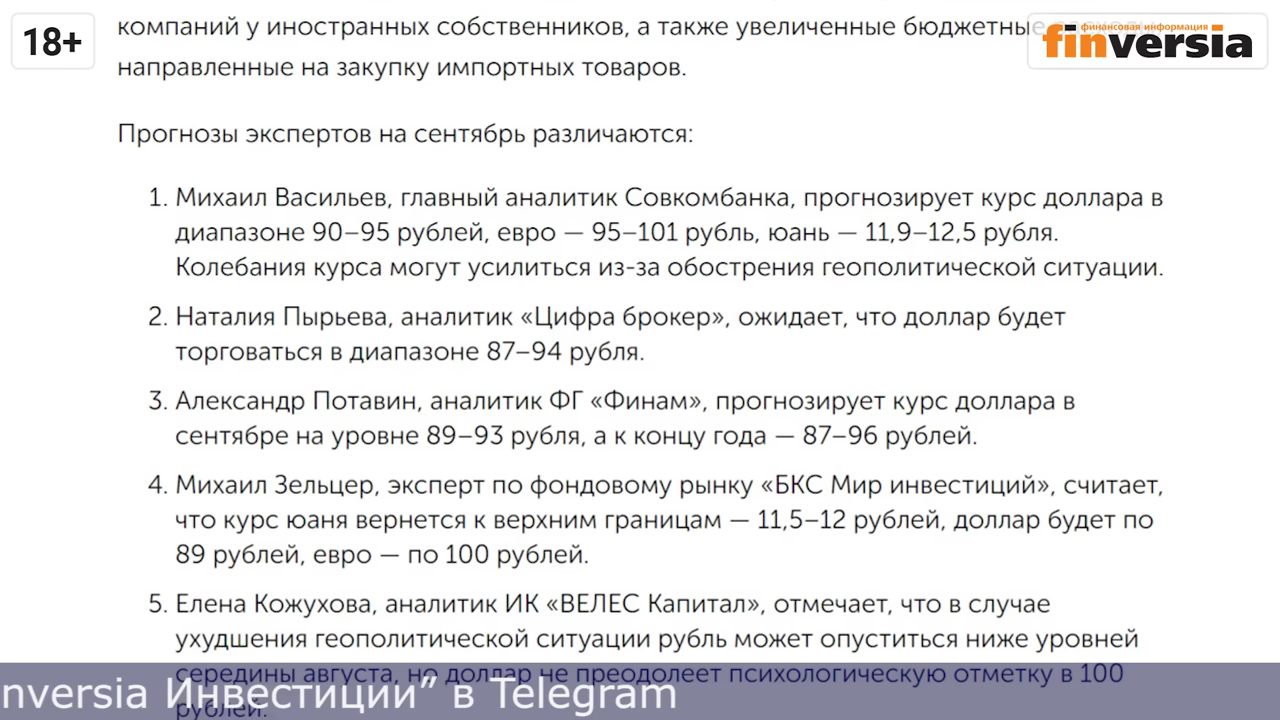 18+
финансовая информация
finversia
компаний у иностранных собственников, а также увеличенные бюджетные
направленные на закупку импортных товаров.
Прогнозы экспертов на сентябрь различаются:
1. Михаил Васильев, главный аналитик Совкомбанка, прогнозирует курс доллара в
диапазоне 90–95 рублей, евро — 95–101 рубль, юань — 11,9–12,5 рубля.
Колебания курса могут усилиться из-за обострения геополитической ситуации.
2. Наталия Пырьева, аналитик «Цифра брокер», ожидает, что доллар будет
торговаться в диапазоне 87–94 рубля.
3. Александр Потавин, аналитик ФГ «Финам», прогнозирует курс доллара в
сентябре на уровне 89–93 рубля, а к концу года — 87–96 рублей.
4. Михаил Зельцер, эксперт по фондовому рынку «БКС Мир инвестиций», считает,
что курс юаня вернется к верхним границам — 11,5–12 рублей, доллар будет по
89 рублей, евро — по 100 рублей.
5. Елена Кожухова, аналитик ИК «ВЕЛЕС Капитал», отмечает, что в случае
ухудшения геополитической ситуации рубль может опуститься ниже уровней
середины августа, но доллар не преодолеет психологическую отметку в 100
рублей.
nversia Инвестиции” в Telegram